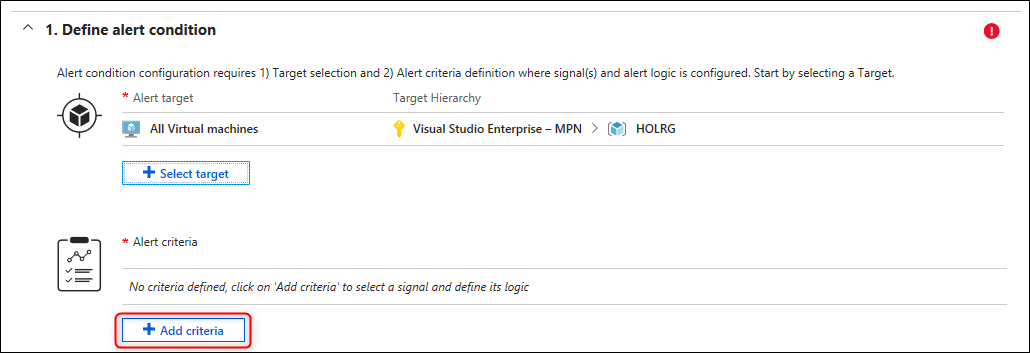 1. Define alert condition
Alert condition configuration requires 1) Target selection and 2) Alert criteria definition where signal(s) and alert logic is configured. Start by selecting a Target.
* Alert target Target Hierarchy
All Virtual machines Visual Studio Enterprise – MPN > HOLRG
+ Select target
* Alert criteria
No criteria defined, click on 'Add criteria' to select a signal and define its logic
+ Add criteria